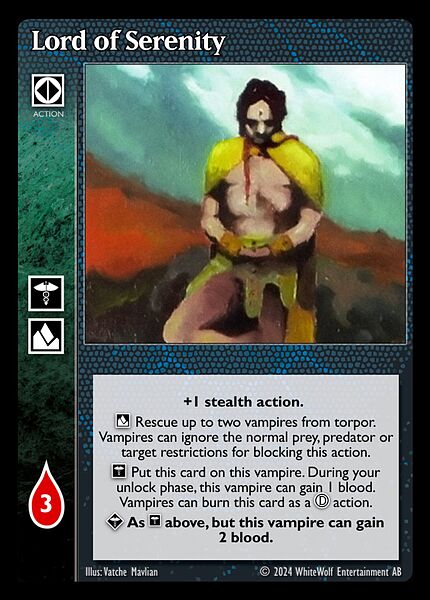 Lord of Serenity
ACTION
+1 stealth action.
Rescue up to two vampires from torpor.
Vampires can ignore the normal prey, predator or
target restrictions for blocking this action.
Put this card on this vampire. During your
unlock phase, this vampire can gain 1 blood.
Vampires can burn this card as a D action.
As above, but this vampire can gain
2 blood.
3
Illus: Vatche Mavlian
© 2024 WhiteWolf Entertainment AB